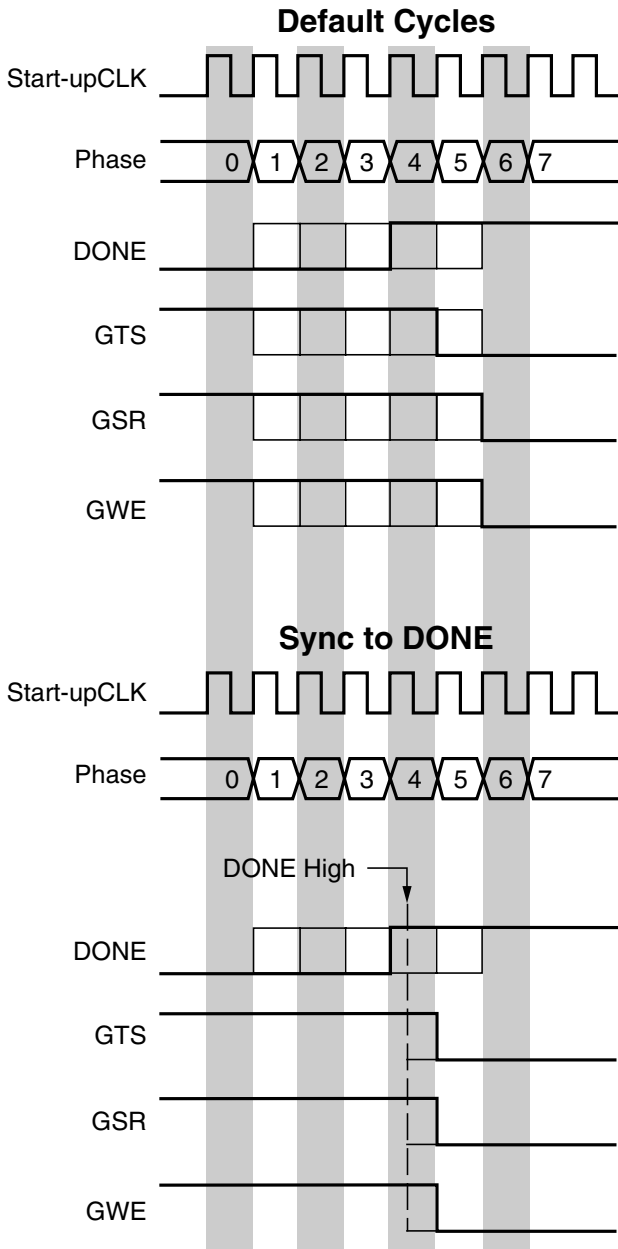 Default Cycles
Start-upCLK
Phase 0 1 2 3 4 5 6 7
DONE
GTS
GSR
GWE
Sync to DONE
Start-upCLK
Phase 0 1 2 3 4 5 6 7
DONE High
DONE
GTS
GSR
GWE